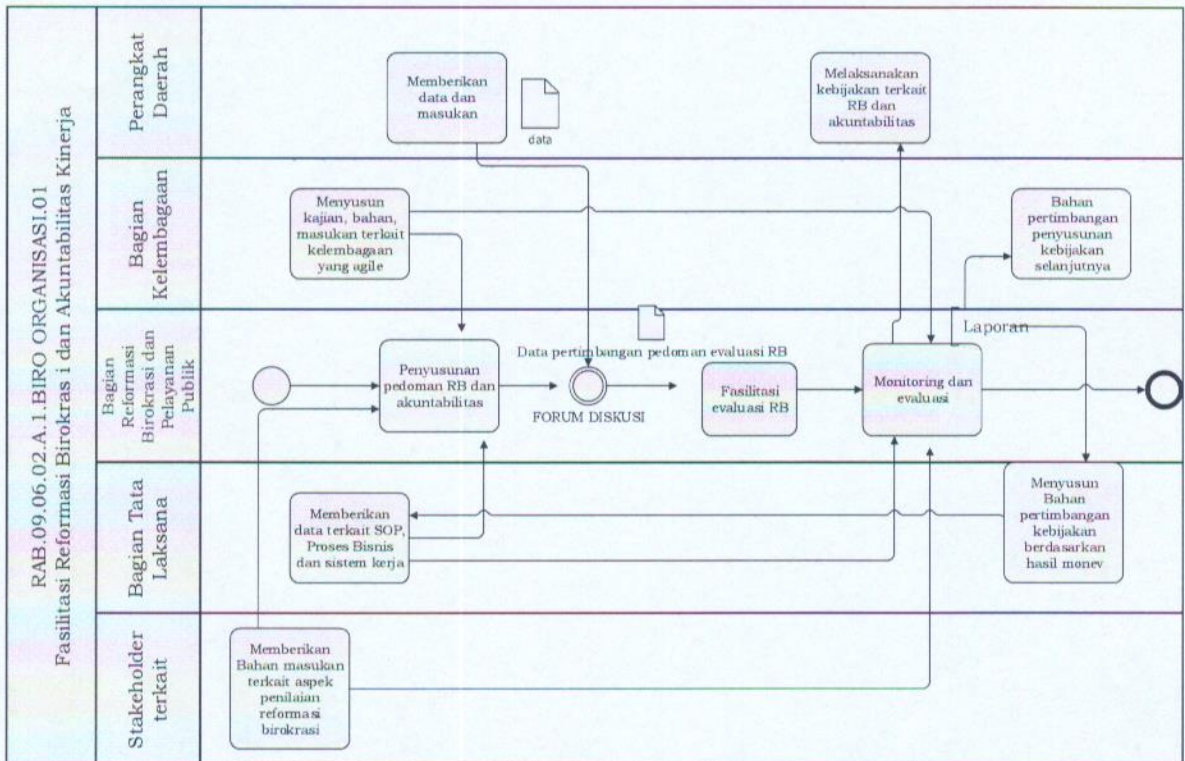 RAB.09.06.02.A.1.BIRO ORGANISASI.01
Fasilitasi Reformasi Birokras i dan Akuntabilitas Kinerja
Perangkat
Daerah
Memberikan
data dan
masukan
data
Melaksanakan
kebijakan terkait
RB dan
akuntabilitas
Bagian
Kelembagaan
Menyusun
kajian, bahan,
masukan terkait
kelembagaan
yang agile
Bahan
pertimbangan
penyusunan
kebijakan
selanjutnya
Bagian
Reformasi
Birokrasi dan
Pelayanan
Publik
Penyusunan
pedoman RB dan
akuntabilitas
Data pertimbangan pedoman evaluasi RB
FORUM DISKUSI
Fasilitasi
evaluasi RB
Monitoring dan
evaluasi
Laporan
Bagian Tata
Laksana
Memberikan
data terkait SOP,
Proses Bisnis
dan sistem kerja
Menyusun
Bahan
pertimbangan
kebijakan
berdasarkan
hasil monev
Stakeholder
terkait
Memberikan
Bahan masukan
terkait aspek
penilaian
reformasi
birokrasi